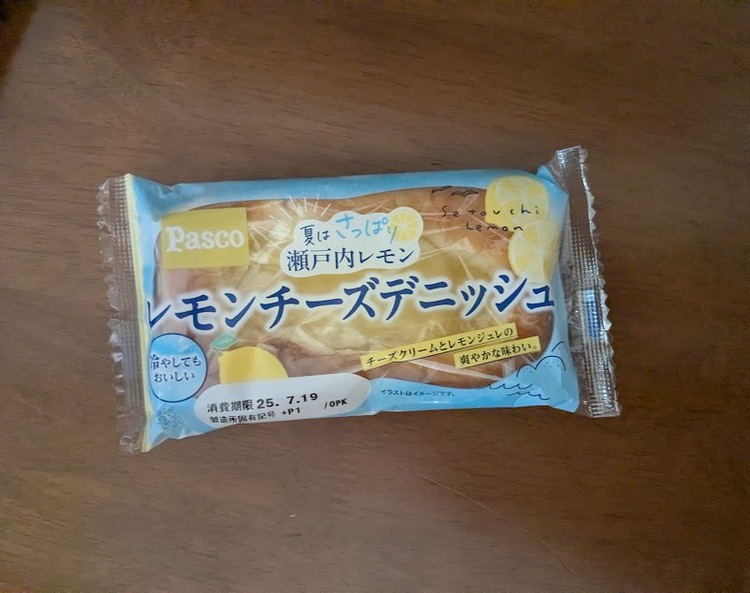 Pasco
夏はさっぱり
瀬戸内レモン
Setouchi
Lemon
レモンチーズデニッシュ
チーズクリームとレモンジュレの
爽やかな味わい。
冷やしても
おいしい
消費期限 25. 7.19
製造所固有記号 +P1 /OPK
イラストはイメージです。